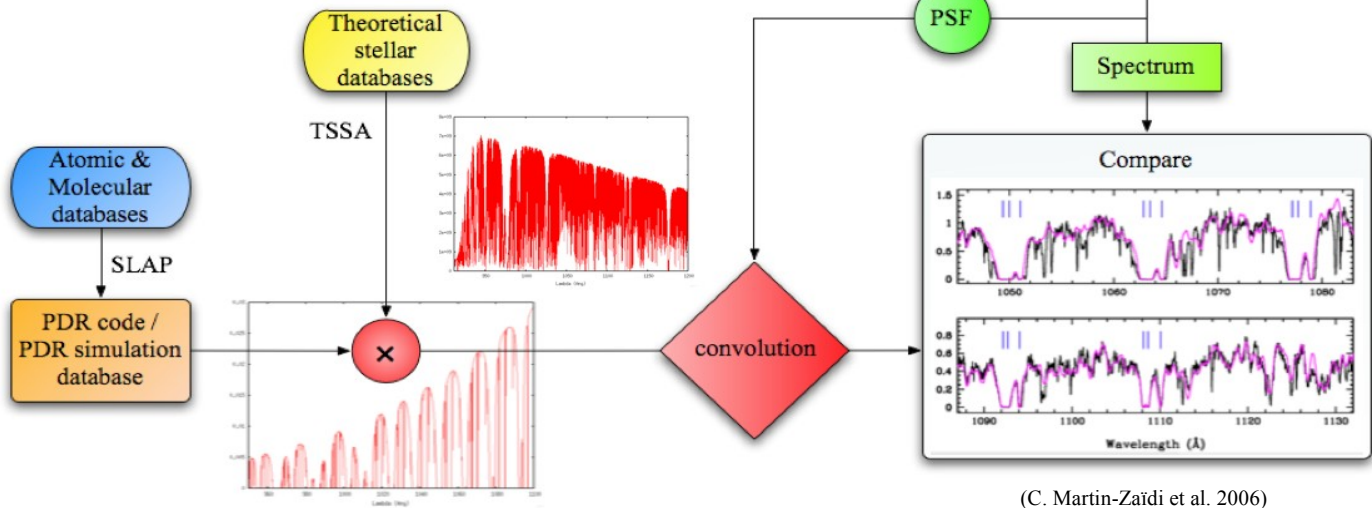 PSF
Theoretical
stellar
databases
Spectrum
TSSA
Atomic &
Molecular
databases
SLAP
PDR code /
PDR simulation
database
×
convolution
Compare
1.5
1
0.5
0
1050
1060
1070
1080
0.8
0.6
0.4
0.2
0
1090
1100
1110
1120
1130
Wavelength (Å)
(C. Martin-Zaïdi et al. 2006)